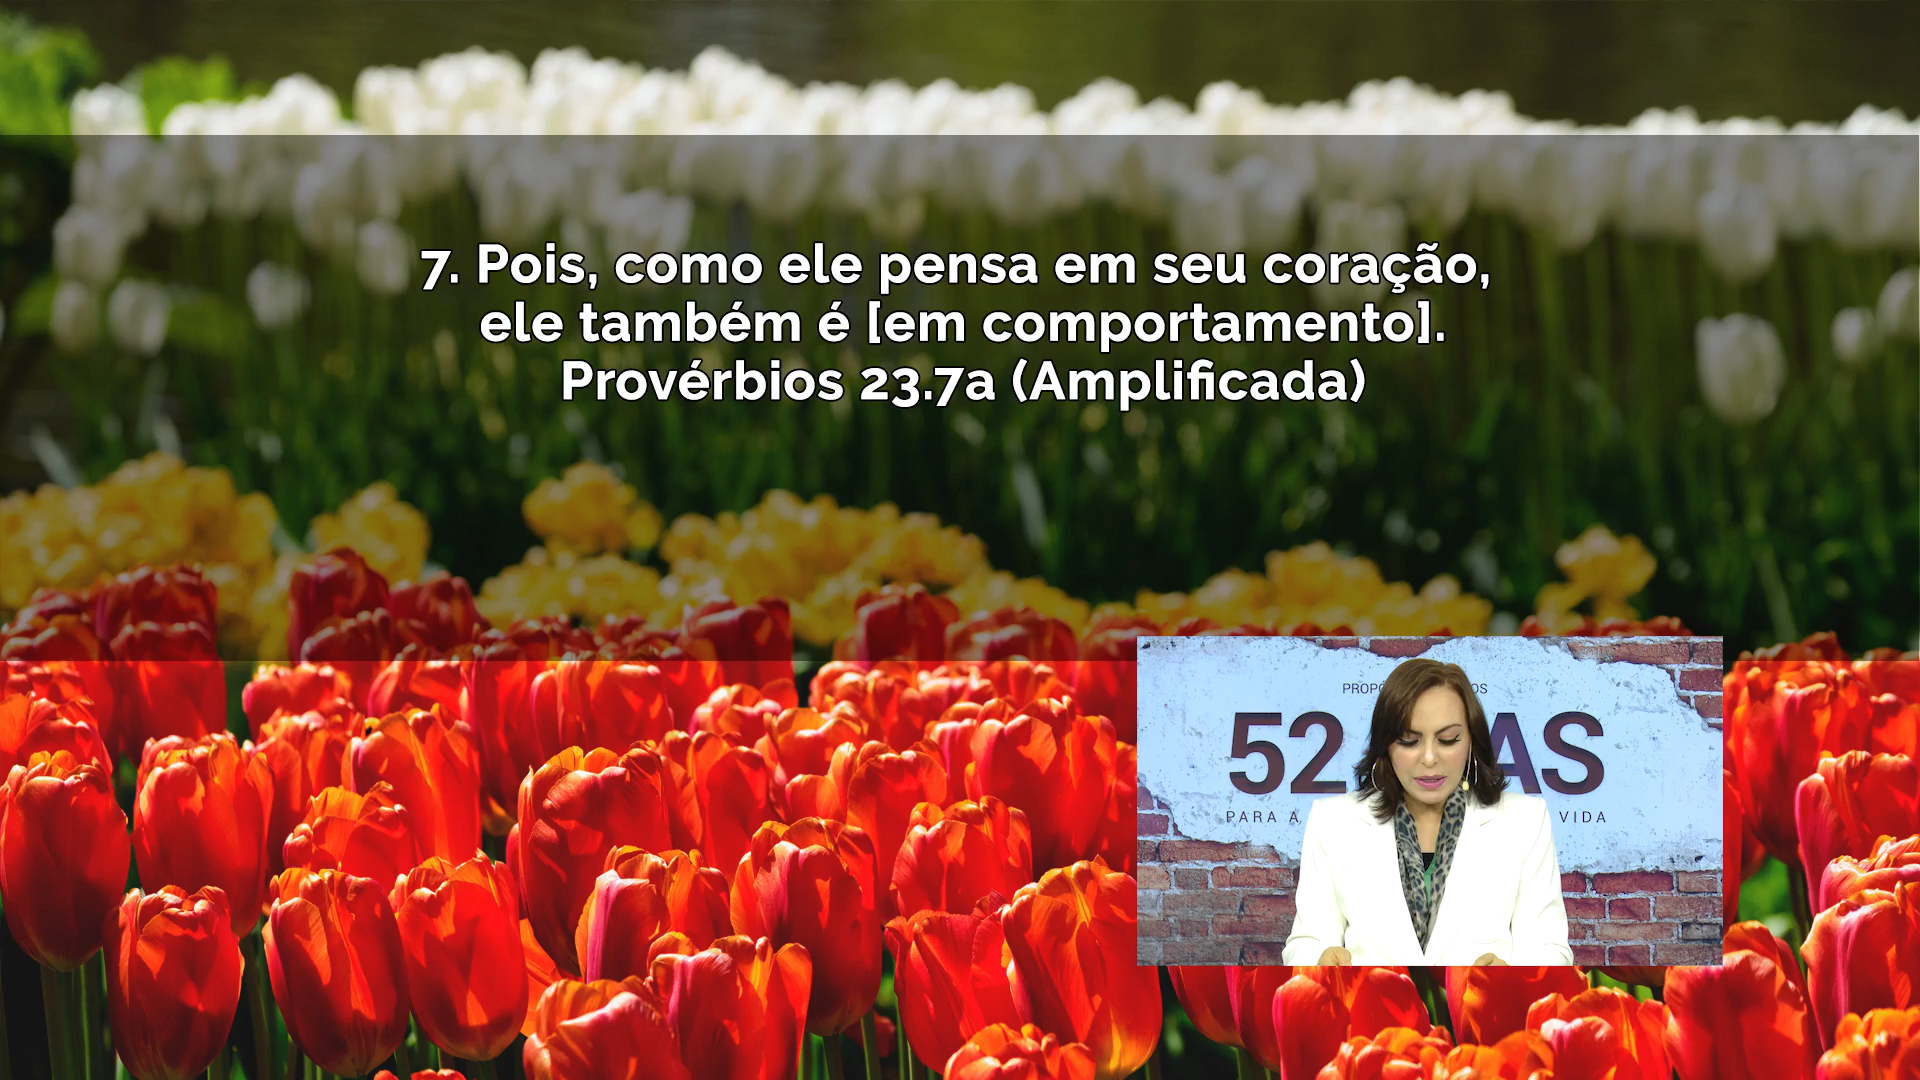 7. Pois, como ele pensa em seu coração,
ele também é [em comportamento].
Provérbios 23.7a (Amplificada)
52
PARA A
VIDA